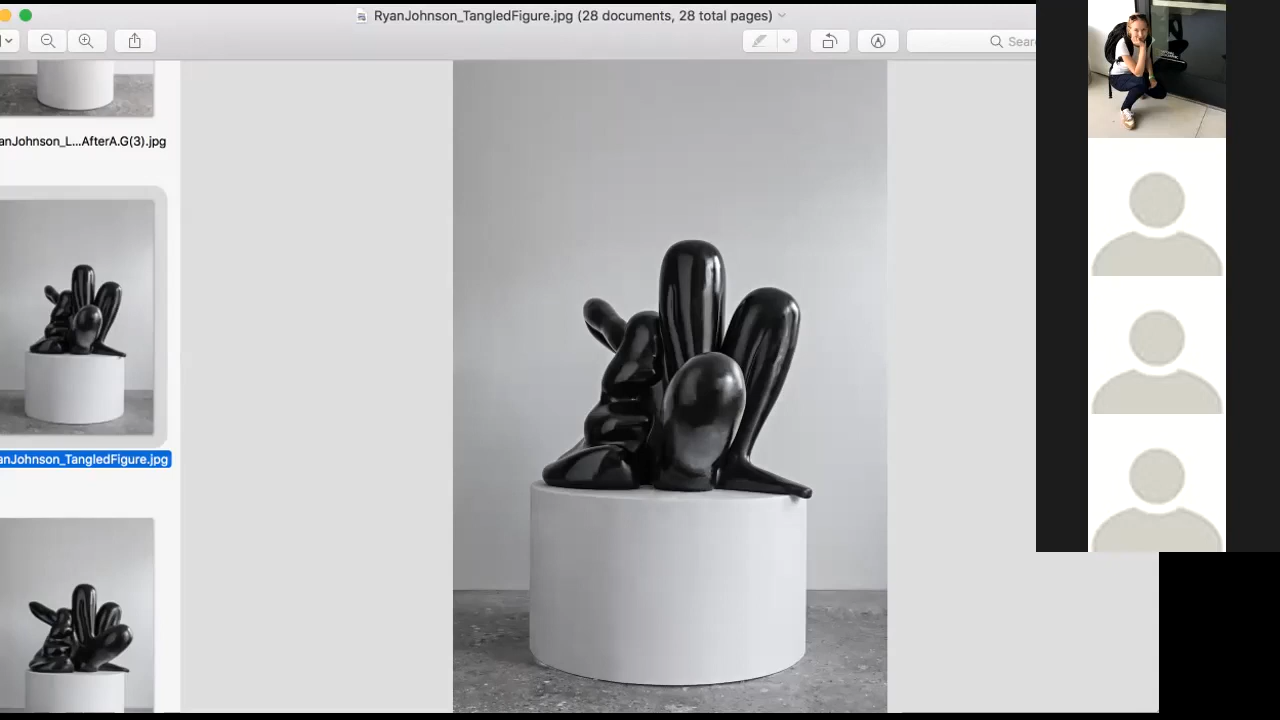 RyanJohnson_TangledFigure.jpg (28 documents, 28 total pages)
Sear
anJohnson_L...AfterA.G(3).jpg
anJohnson_TangledFigure.jpg